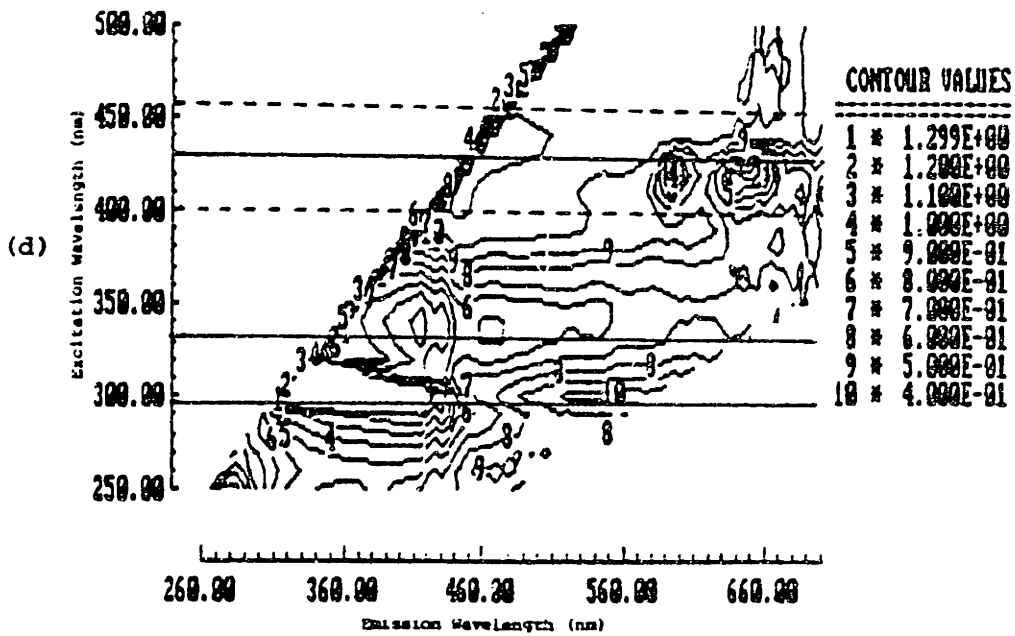 (d)
Excitation Wavelength (nm)
500.00
450.00
400.00
350.00
300.00
250.00
CONTOUR VALUES
1 * 1.299E+00
2 * 1.200E+00
3 * 1.100E+00
4 * 1.000E+00
5 * 9.000E-01
6 * 8.000E-01
7 * 7.000E-01
8 * 6.000E-01
9 * 5.000E-01
10 * 4.000E-01
260.00 360.00 460.00 560.00 660.00
Emission Wavelength (nm)